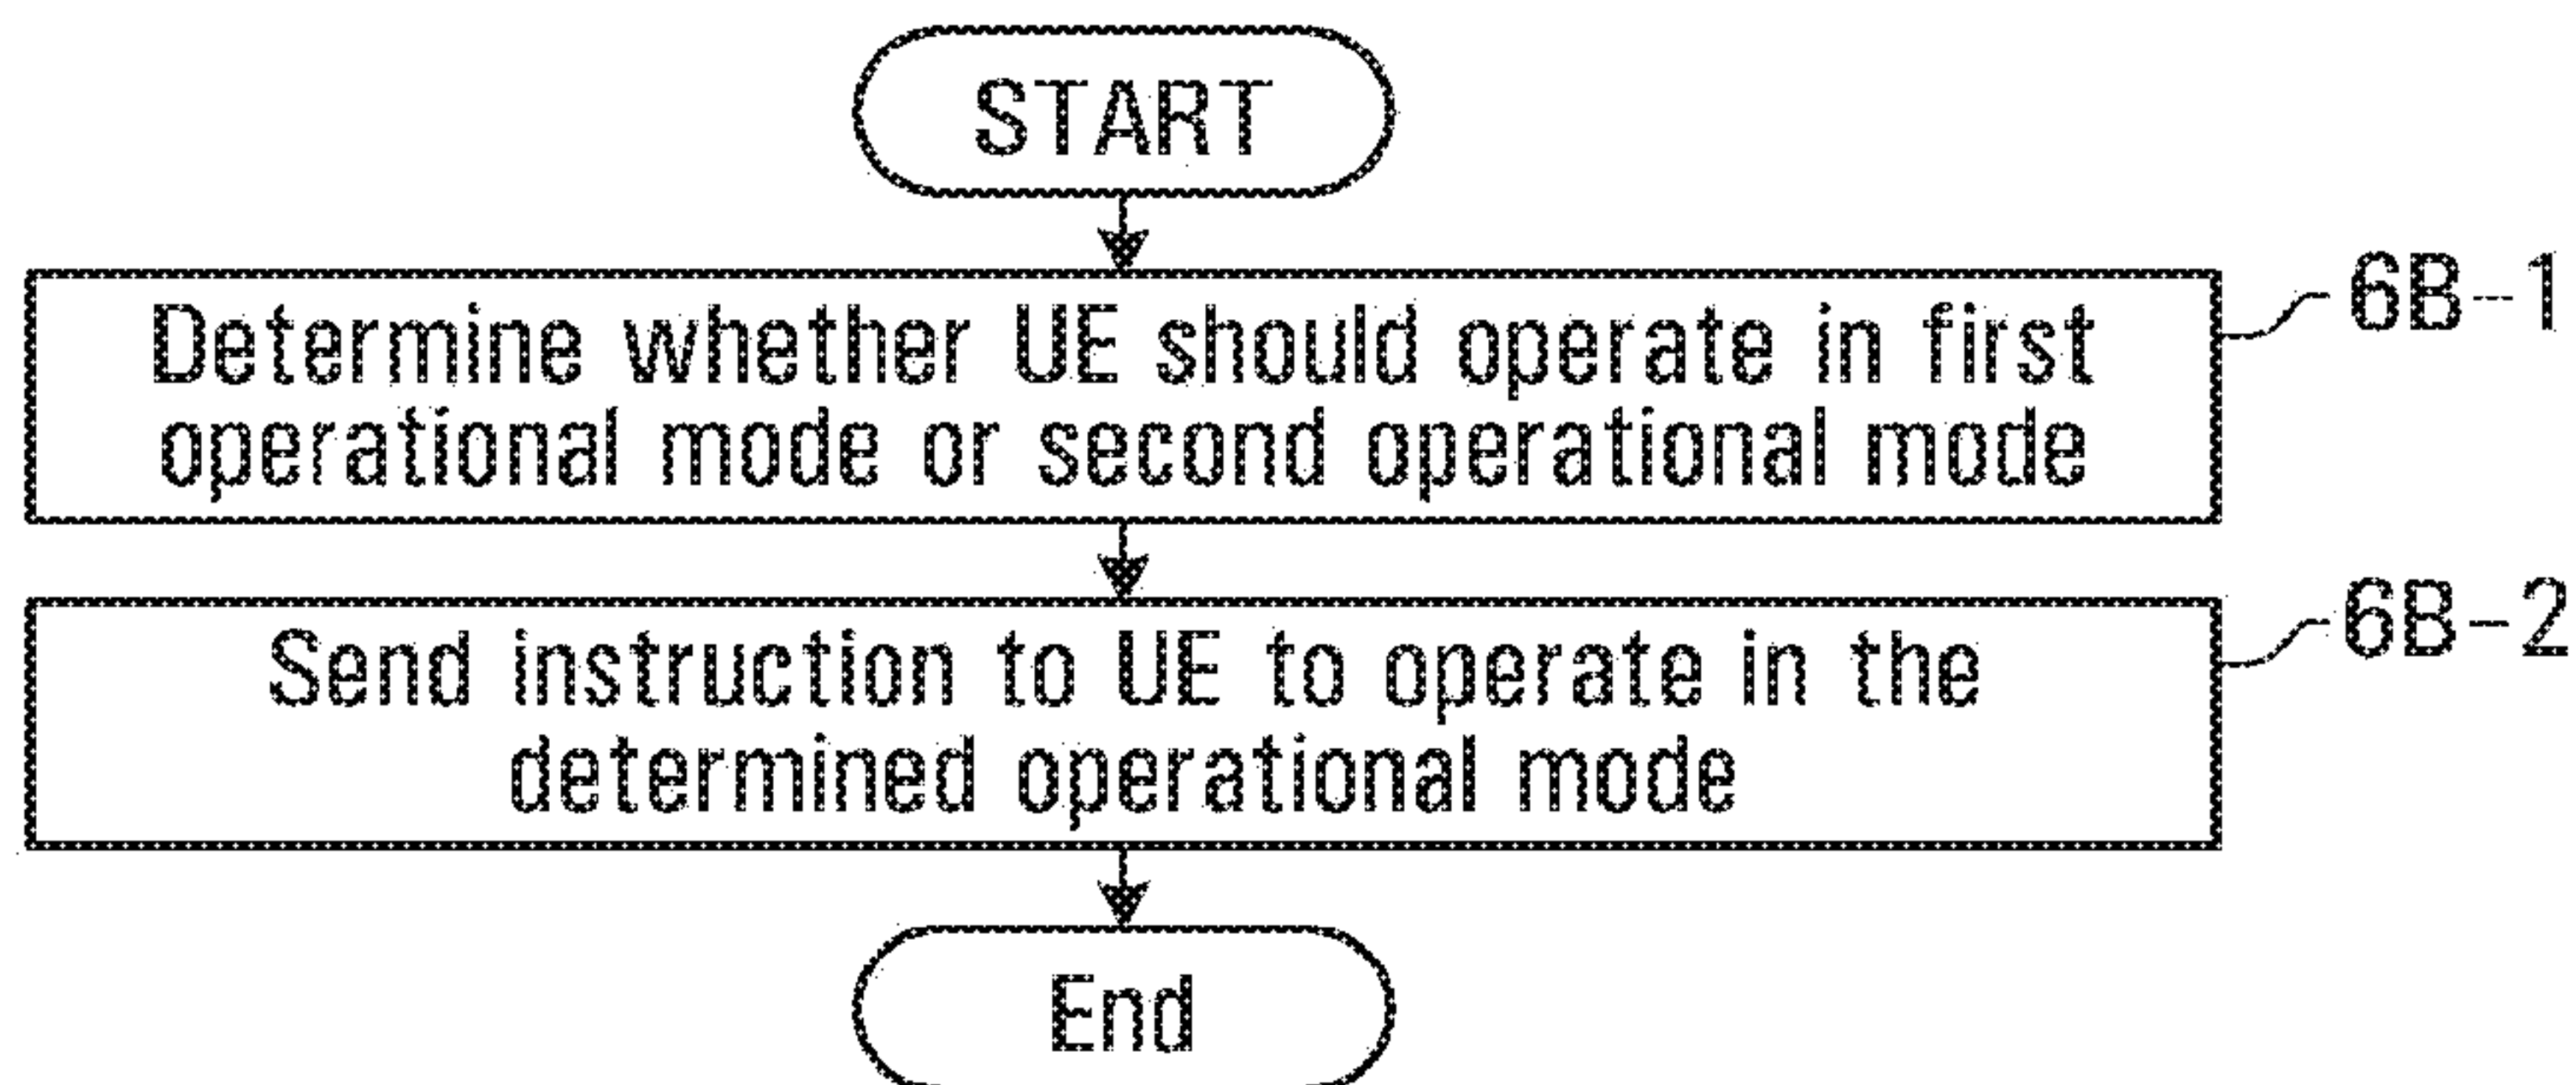 START
Determine whether UE should operate in first
operational mode or second operational mode
6B-1
Send instruction to UE to operate in the
determined operational mode
6B-2
End